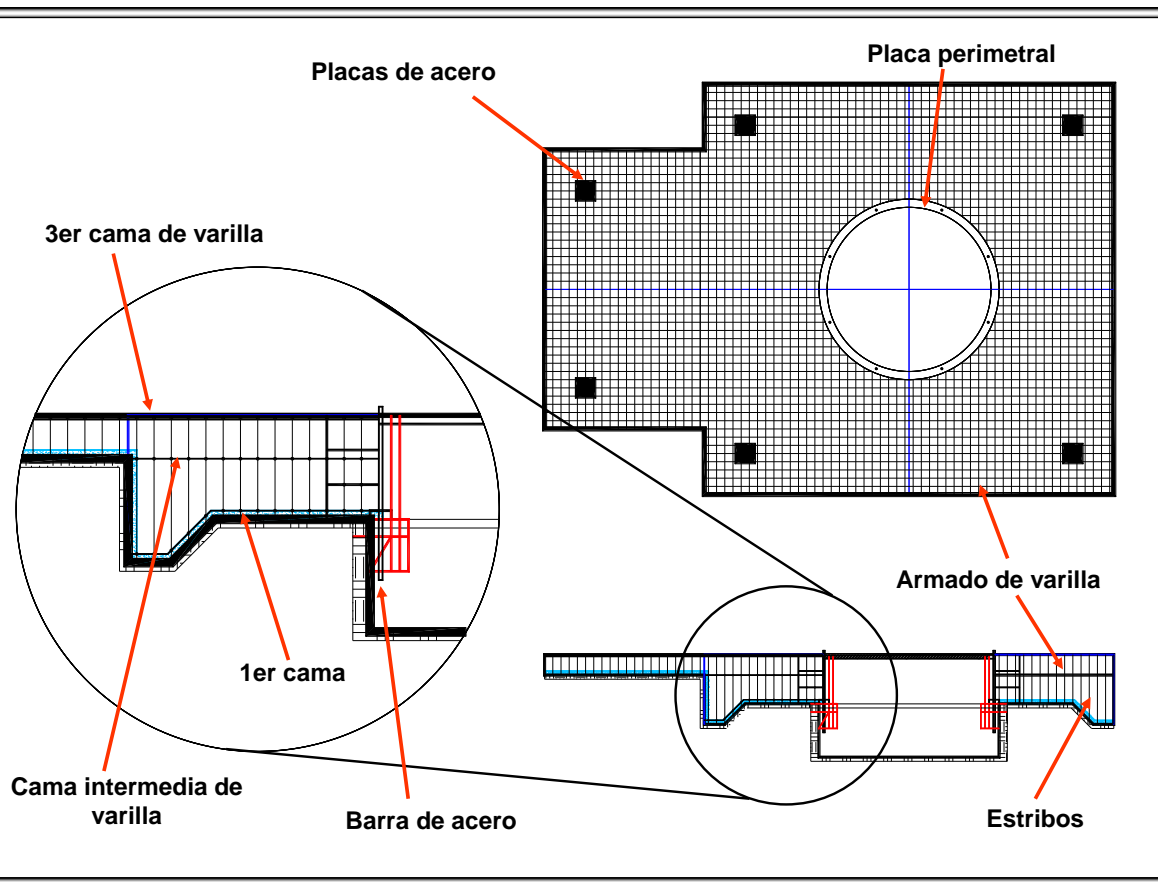 Placa perimetral
Placas de acero
3er cama de varilla
Armado de varilla
1er cama
Cama intermedia de
varilla
Barra de acero
Estribos